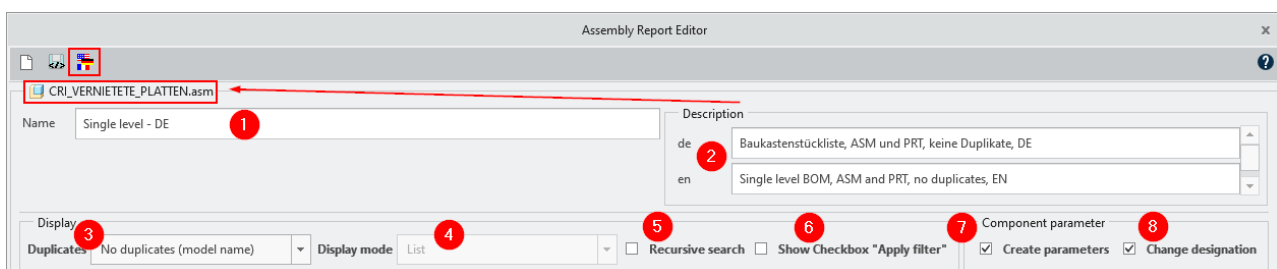 Assembly Report Editor
CRI_VERNIETETE_PLATTEN.asm
Name Single level - DE 1
Description
de Baukastenstückliste, ASM und PRT, keine Duplikate, DE
2
en Single level BOM, ASM and PRT, no duplicates, EN
Display 3 4 5 6 7 Component parameter 8
Duplicates No duplicates (model name) Display mode List Recursive search Show Checkbox "Apply filter" Create parameters Change designation